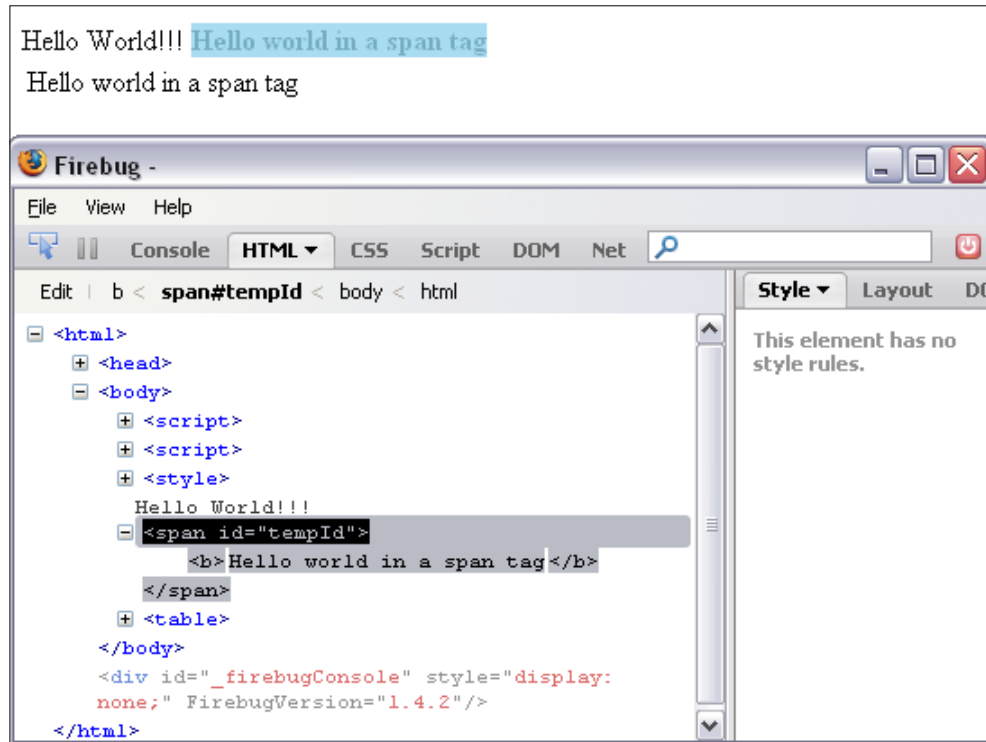 Hello World!!! Hello world in a span tag
Hello world in a span tag
Firebug -
File View Help
Console HTML CSS Script DOM Net
Edit | b < span#tempId < body < html
Style Layout DO
<html>
<head>
<body>
<script>
<script>
<style>
Hello World!!!
<span id="tempId">
<b>Hello world in a span tag</b>
</span>
<table>
</body>
<div id="_firebugConsole" style="display:
none;" FirebugVersion="1.4.2"/>
</html>
This element has no
style rules.